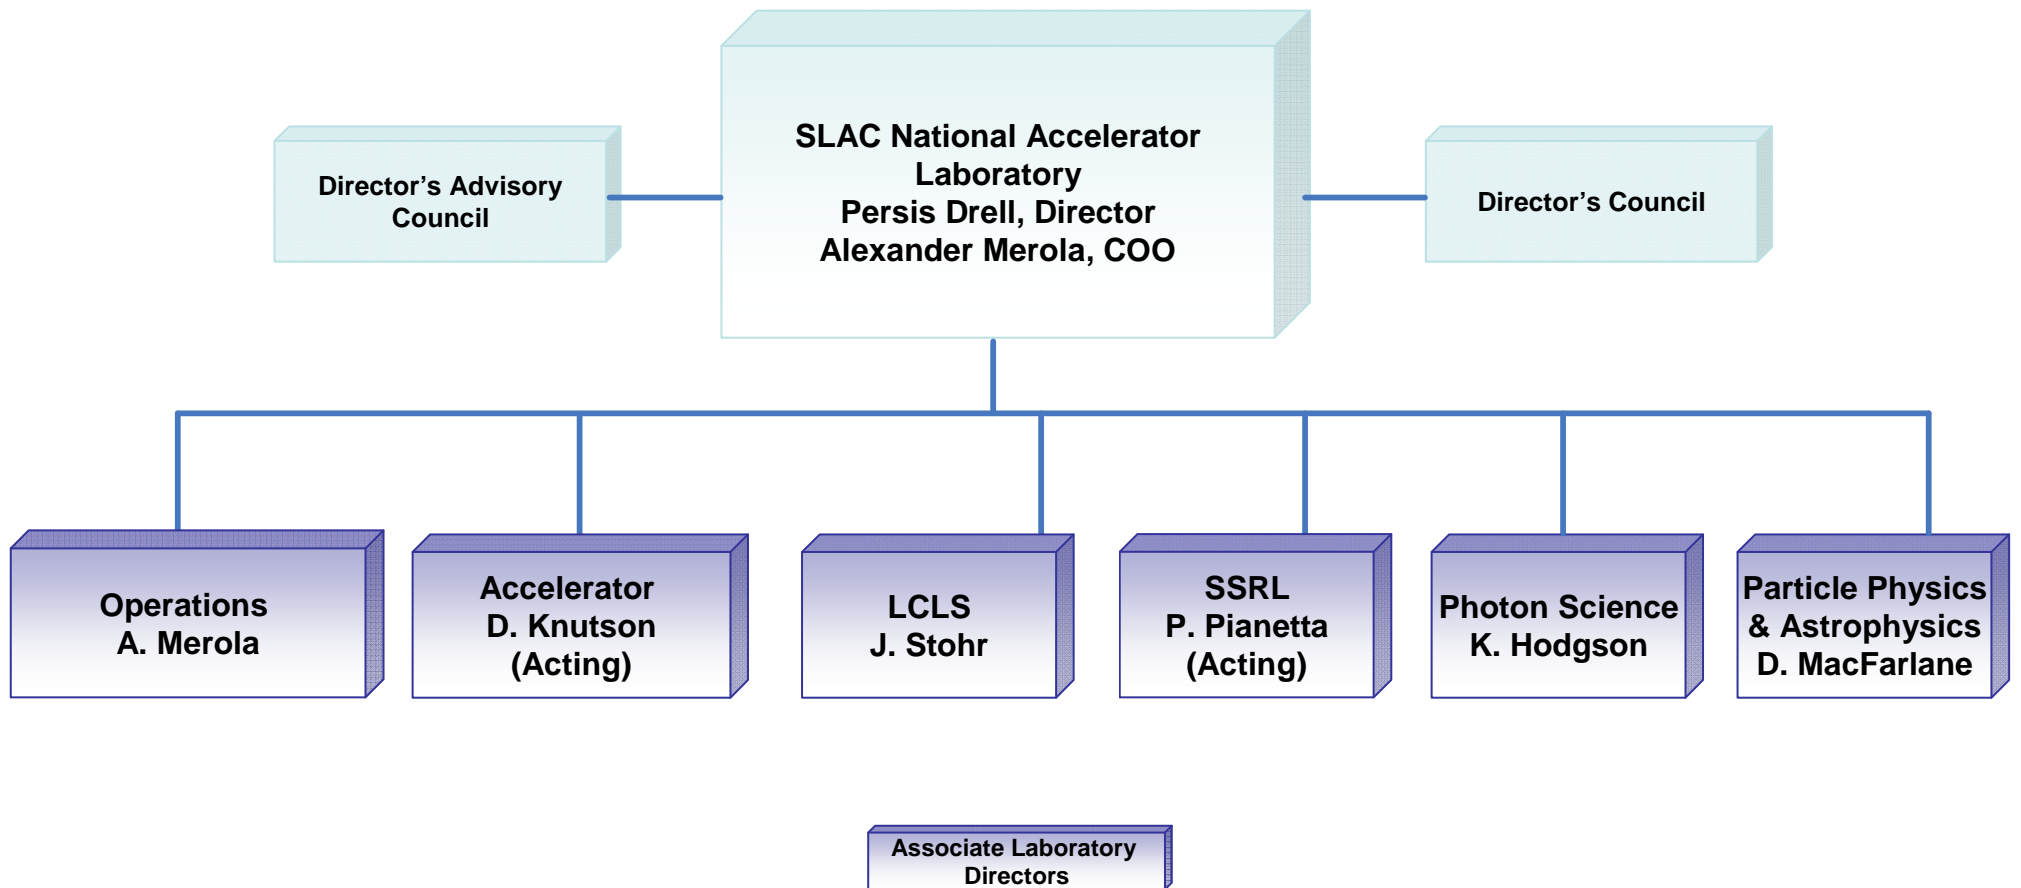 SLAC National Accelerator
Laboratory
Persis Drell, Director
Alexander Merola, COO
Director’s Advisory
Council
Director’s Council
Operations
A. Merola
Accelerator
D. Knutson
(Acting)
LCLS
J. Stohr
SSRL
P. Pianetta
(Acting)
Photon Science
K. Hodgson
Particle Physics
& Astrophysics
D. MacFarlane
Associate Laboratory
Directors